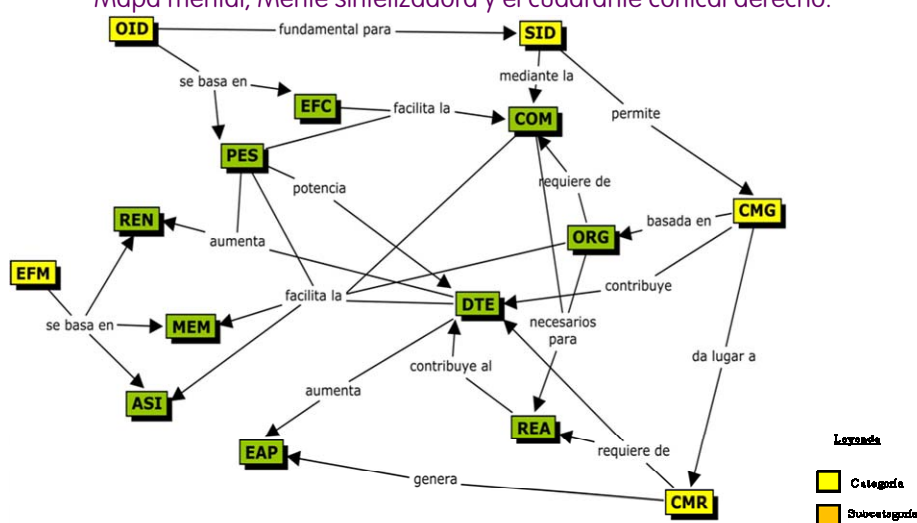 Mapa mental, Mente sintetizadora y el cuadrante cortical derecho.
OID
fundamental para
SID
se basa en
mediante la
EFC
facilita la
COM
permite
PES
potencia
requiere de
REN
aumenta
ORG
basada en
CMG
EFM
facilita la
DTE
contribuye
se basa en
MEM
necesarios
para
contribuye al
da lugar a
ASI
aumenta
REA
EAP
requiere de
genera
CMR
Leyenda
Categoría
Subcategoría